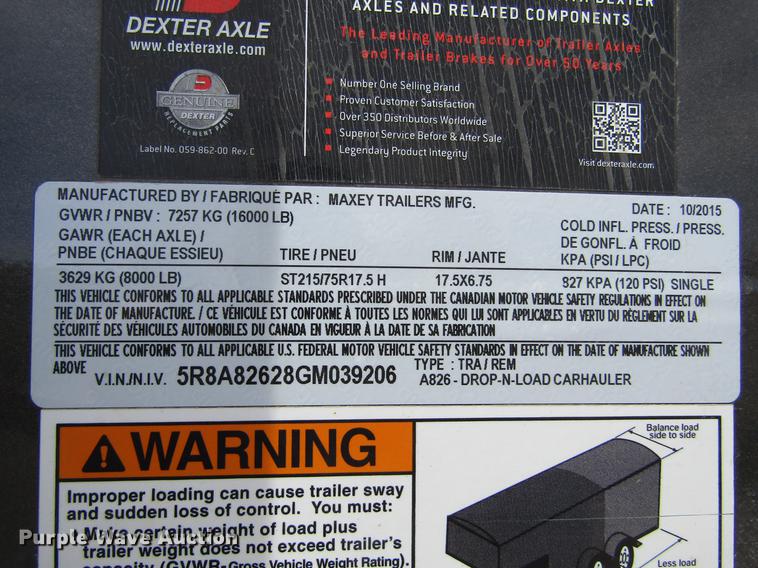 WITH DEXTER
AXLES AND RELATED COMPONENTS
D
DEXTER AXLE
www.dexteraxle.com
The Leading Manufacturer of Trailer Axles
and Trailer Brakes for Over 50 Years
Number One Selling Brand
Proven Customer Satisfaction
Over 350 Distributors Worldwide
Superior Service Before & After Sale
Legendary Product Integrity
D
GENUINE
DEXTER
REPLACEMENT PARTS
Label No. 059-862-00 Rev. C
Visit dexteraxle.com
MANUFACTURED BY / FABRIQUÉ PAR : MAXEY TRAILERS MFG.
DATE : 10/2015
GVWR / PNBV : 7257 KG (16000 LB)
COLD INFL. PRESS. / PRESS.
GAWR (EACH AXLE) /
DE GONFL. À FROID
PNBE (CHAQUE ESSIEU) TIRE / PNEU RIM / JANTE KPA (PSI / LPC)
3629 KG (8000 LB) ST215/75R17.5 H 17.5X6.75 827 KPA (120 PSI) SINGLE
THIS VEHICLE CONFORMS TO ALL APPLICABLE STANDARDS PRESCRIBED UNDER THE CANADIAN MOTOR VEHICLE SAFETY REGULATIONS IN EFFECT ON
THE DATE OF MANUFACTURE. / CE VÉHICULE EST CONFORME À TOUTES LES NORMES QUI LUI SONT APPLICABLES EN VERTU DU RÉGLEMENT SUR LA
SÉCURITÉ DES VÉHICULES AUTOMOBILES DU CANADA EN VIGUEUR À LA DATE DE SA FABRICATION
THIS VEHICLE CONFORMS TO ALL APPLICABLE U.S. FEDERAL MOTOR VEHICLE SAFETY STANDARDS IN EFFECT ON THE DATE OF MANUFACTURE SHOWN
ABOVE
TYPE : TRA / REM
V.I.N./N.I.V. 5R8A82628GM039206 A826 - DROP-N-LOAD CARHAULER
WARNING
Improper loading can cause trailer sway
and sudden loss of control. You must:
Make certain weight of load plus
trailer weight does not exceed trailer's
capacity (GVWR-Gross Vehicle Weight Rating).
Balance load
side to side
Less load
Purple Wave Auction